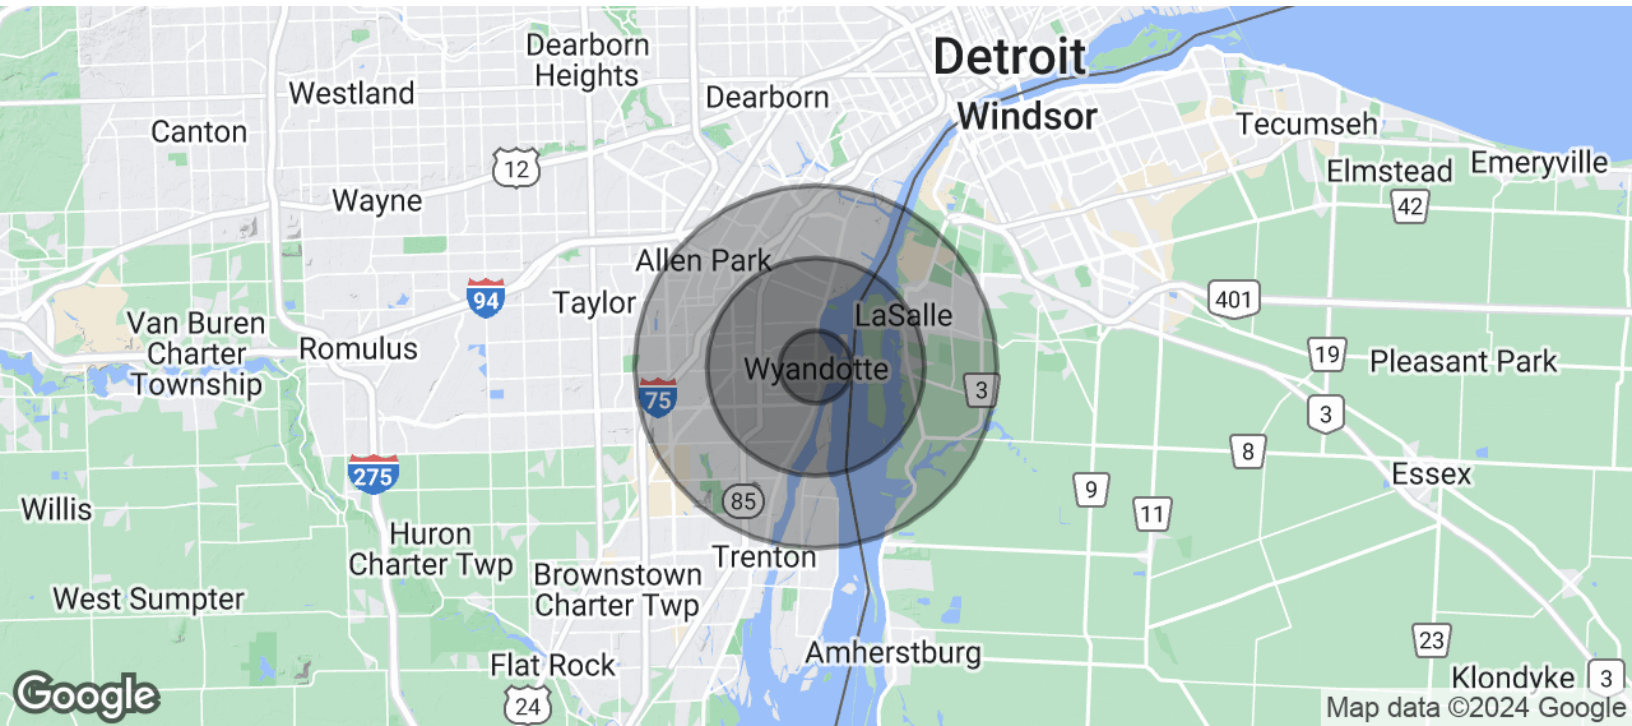 Dearborn
Heights
Detroit
Westland
Dearborn
Windsor
Canton
Tecumseh
12
Elmstead
Emeryville
Wayne
42
Allen Park
94
Taylor
401
LaSalle
Van Buren
Charter
Township
Romulus
19
Pleasant Park
Wyandotte
75
3
3
8
275
Essex
9
85
Willis
11
Huron
Charter Twp
Trenton
Brownstown
Charter Twp
West Sumpter
23
Amherstburg
Flat Rock
Klondyke
3
Google
24
Map data ©2024 Google